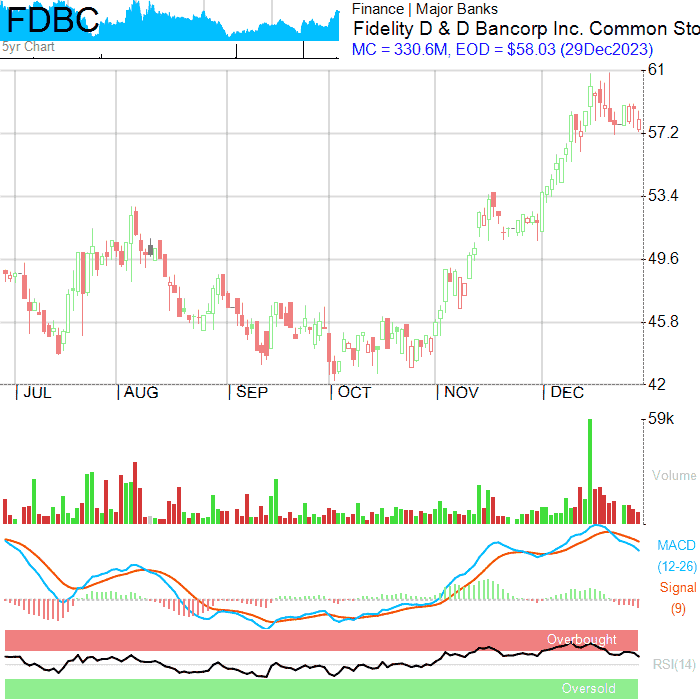 FDBC
5yr Chart
Finance | Major Banks
Fidelity D & D Bancorp Inc. Common Sto
MC = 330.6M, EOD = $58.03 (29Dec2023)
61
57.2
53.4
49.6
45.8
42
JUL
AUG
SEP
OCT
NOV
DEC
59k
Volume
MACD
(12-26)
Signal
(9)
Overbought
RSI(14)
Oversold